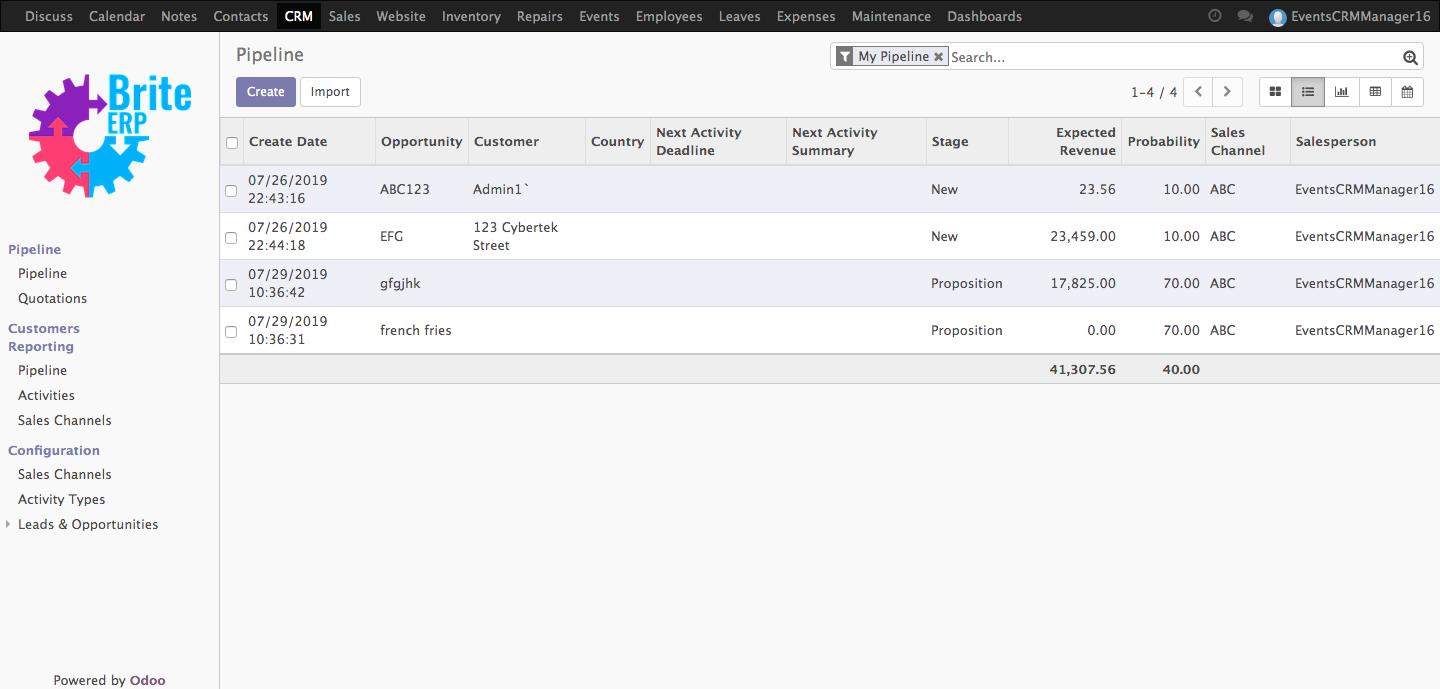 Discuss Calendar Notes Contacts CRM Sales Website Inventory Repairs Events Employees Leaves Expenses Maintenance Dashboards EventsCRMManager16
Brite
ERP
Pipeline
Pipeline
Quotations
Customers
Reporting
Pipeline
Activities
Sales Channels
Configuration
Sales Channels
Activity Types
Leads & Opportunities
Powered by Odoo
Pipeline
My Pipeline Search...
Create Import
1-4 / 4
Create Date Opportunity Customer Country Next Activity Deadline Next Activity Summary Stage Expected Revenue Probability Sales Channel Salesperson
07/26/2019 22:43:16 ABC123 Admin1` New 23.56 10.00 ABC EventsCRMManager16
07/26/2019 22:44:18 EFG 123 Cybertek Street New 23,459.00 10.00 ABC EventsCRMManager16
07/29/2019 10:36:42 gfgjhk Proposition 17,825.00 70.00 ABC EventsCRMManager16
07/29/2019 10:36:31 french fries Proposition 0.00 70.00 ABC EventsCRMManager16
41,307.56 40.00